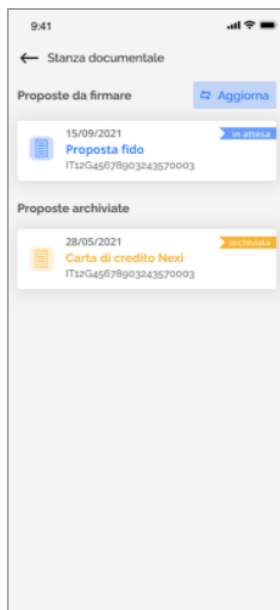 9:41
Stanza documentale
Proposte da firmare
Aggiorna
15/09/2021
in attesa
Proposta fido
IT12G45678903243570003
Proposte archiviate
28/05/2021
archiviata
Carta di credito Nexi
IT12G45678903243570003